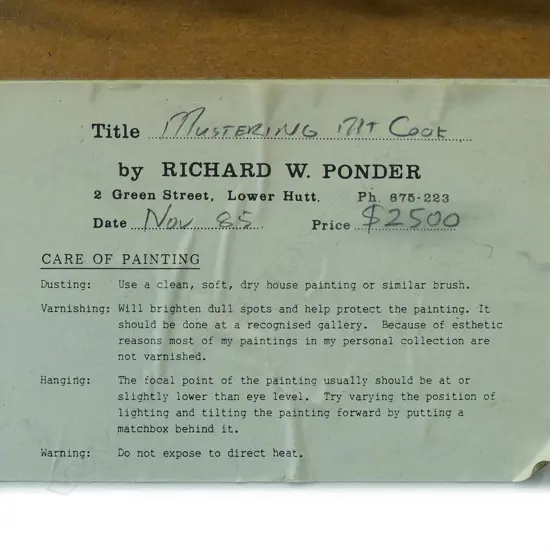 Title Mustering Mt Cook
by RICHARD W. PONDER
2 Green Street, Lower Hutt. Ph. 675-223
Date Nov 85 Price $2500
CARE OF PAINTING
Dusting: Use a clean, soft, dry house painting or similar brush.
Varnishing: Will brighten dull spots and help protect the painting. It
should be done at a recognised gallery. Because of esthetic
reasons most of my paintings in my personal collection are
not varnished.
Hanging: The focal point of the painting usually should be at or
slightly lower than eye level. Try varying the position of
lighting and tilting the painting forward by putting a
matchbox behind it.
Warning: Do not expose to direct heat.